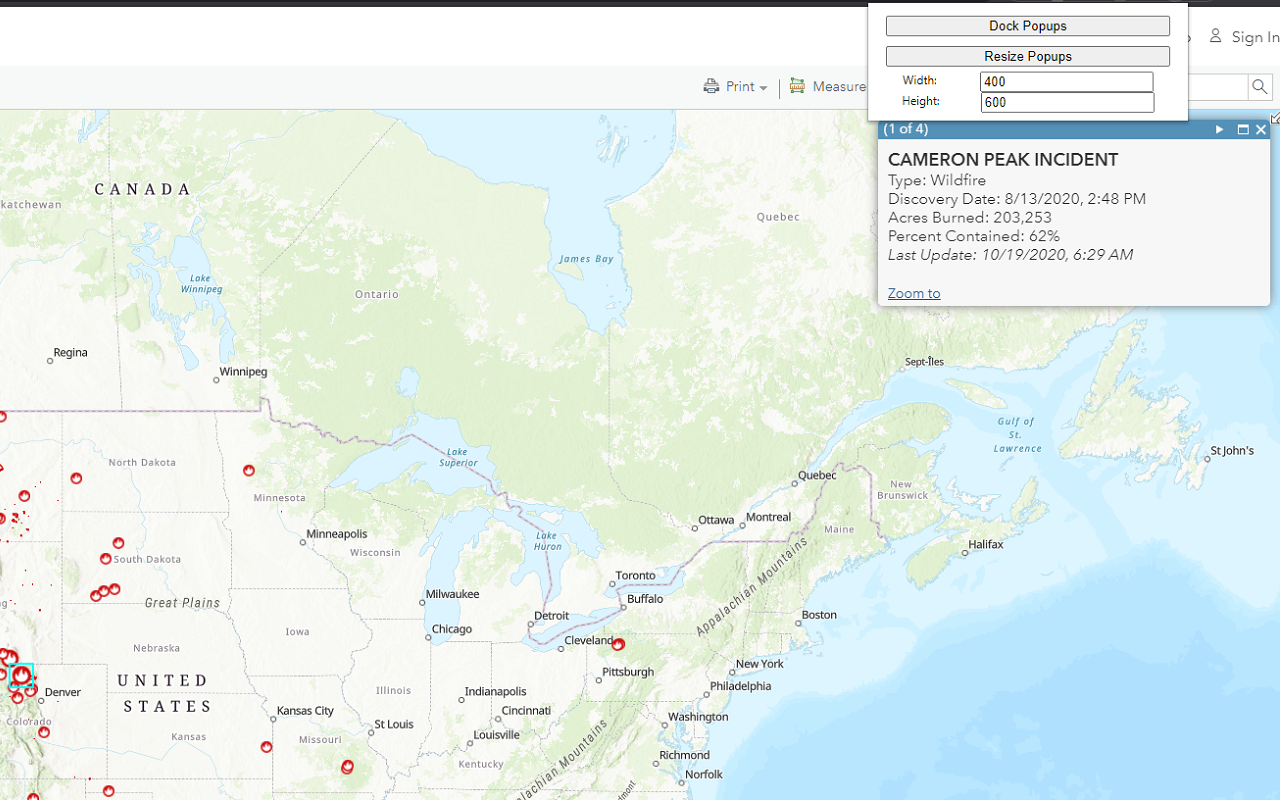 Dock Popups
Resize Popups
Width:
400
Height:
600
Sign In
Print
Measure
(1 of 4)
CAMERON PEAK INCIDENT
Type: Wildfire
Discovery Date: 8/13/2020, 2:48 PM
Acres Burned: 203,253
Percent Contained: 62%
Last Update: 10/19/2020, 6:29 AM
Zoom to
CANADA
katchewan
Quebec
James Bay
Lake
Winnipeg
Ontario
Regina
Winnipeg
Sept-Îles
Gulf of
St.
Lawrence
St John's
North Dakota
Lake
Superior
Quebec
New
Brunswick
Minnesota
Minneapolis
Wisconsin
Lake
Huron
Ottawa
Montreal
Maine
Halifax
South Dakota
Great Plains
Toronto
Appalachian Mountains
Milwaukee
Buffalo
Detroit
Boston
Chicago
Iowa
Cleveland
Nebraska
Pittsburgh
New York
UNITED
STATES
Denver
Illinois
Indianapolis
Philadelphia
Colorado
Kansas City
Cincinnati
Washington
St Louis
Kansas
Missouri
Louisville
Kentucky
Richmond
Norfolk
palachian Mountains